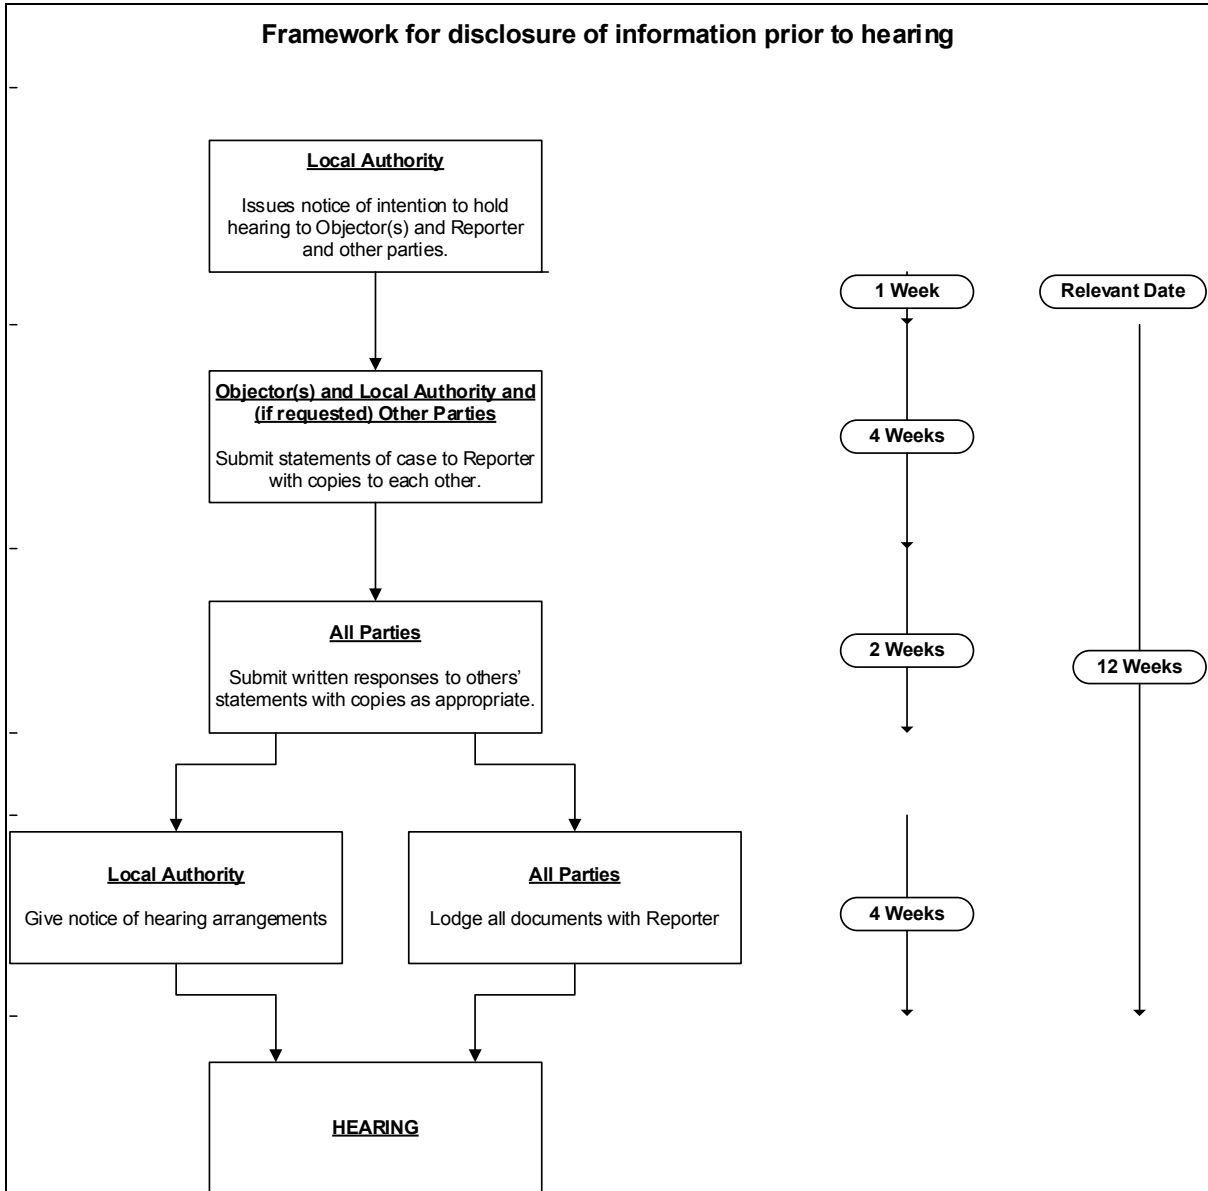 Framework for disclosure of information prior to hearing
Local Authority
Issues notice of intention to hold
hearing to Objector(s) and Reporter
and other parties.
1 Week
Relevant Date
Objector(s) and Local Authority and
(if requested) Other Parties
Submit statements of case to Reporter
with copies to each other.
4 Weeks
All Parties
Submit written responses to others’
statements with copies as appropriate.
2 Weeks
12 Weeks
Local Authority
Give notice of hearing arrangements
All Parties
Lodge all documents with Reporter
4 Weeks
HEARING